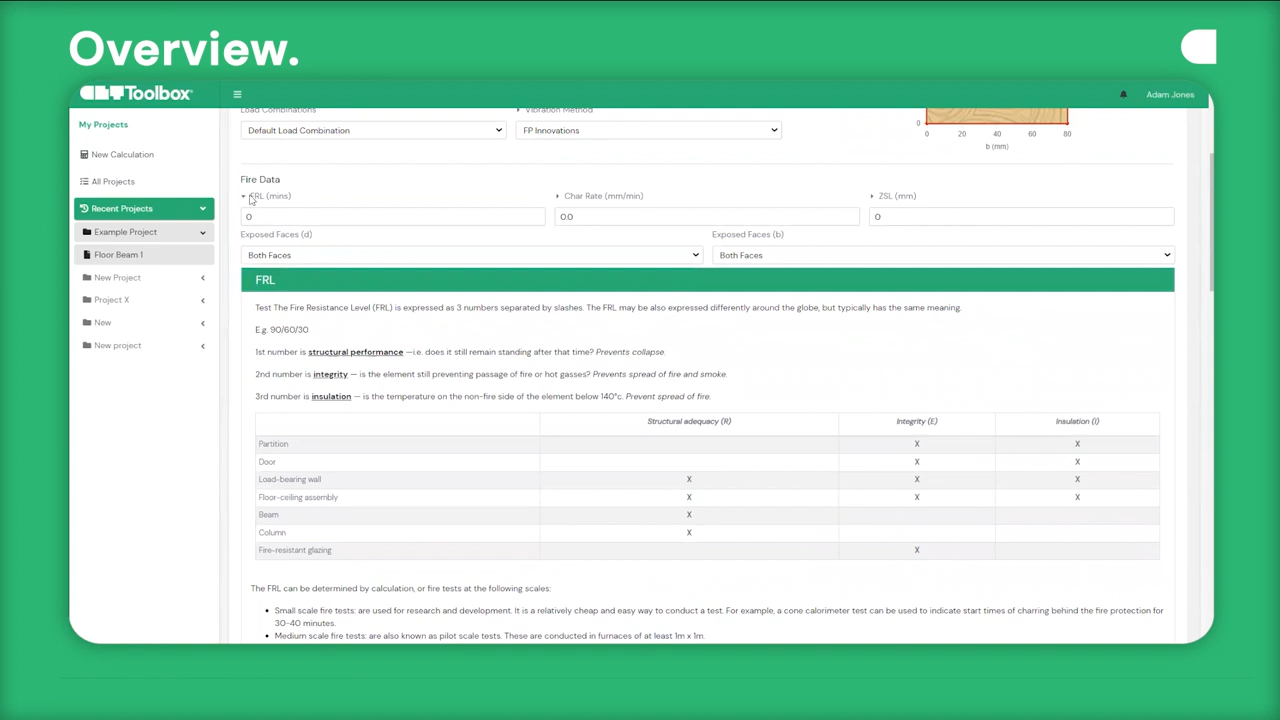 Overview.
CLTToolbox
Adam Jones
My Projects
New Calculation
All Projects
Recent Projects
Example Project
Floor Beam 1
New Project
Project X
New
New project
Load Combinations
Vibration Method
Default Load Combination
FP Innovations
0
0 20 40 60 80
b (mm)
Fire Data
FRL (mins)
Char Rate (mm/min)
ZSL (mm)
0
0.0
0
Exposed Faces (d)
Exposed Faces (b)
Both Faces
Both Faces
FRL
Test The Fire Resistance Level (FRL) is expressed as 3 numbers separated by slashes. The FRL may be also expressed differently around the globe, but typically has the same meaning.
E.g. 90/60/30
1st number is structural performance —i.e. does it still remain standing after that time? Prevents collapse.
2nd number is integrity — is the element still preventing passage of fire or hot gasses? Prevents spread of fire and smoke.
3rd number is insulation — is the temperature on the non-fire side of the element below 140°c. Prevent spread of fire.
Structural adequacy (R) Integrity (E) Insulation (I)
Partition X X
Door X X
Load-bearing wall X X X
Floor-ceiling assembly X X X
Beam X
Column X
Fire-resistant glazing X
The FRL can be determined by calculation, or fire tests at the following scales:
Small scale fire tests: are used for research and development. It is a relatively cheap and easy way to conduct a test. For example, a cone calorimeter test can be used to indicate start times of charring behind the fire protection for
30-40 minutes.
Medium scale fire tests: are also known as pilot scale tests. These are conducted in furnaces of at least 1m x 1m.